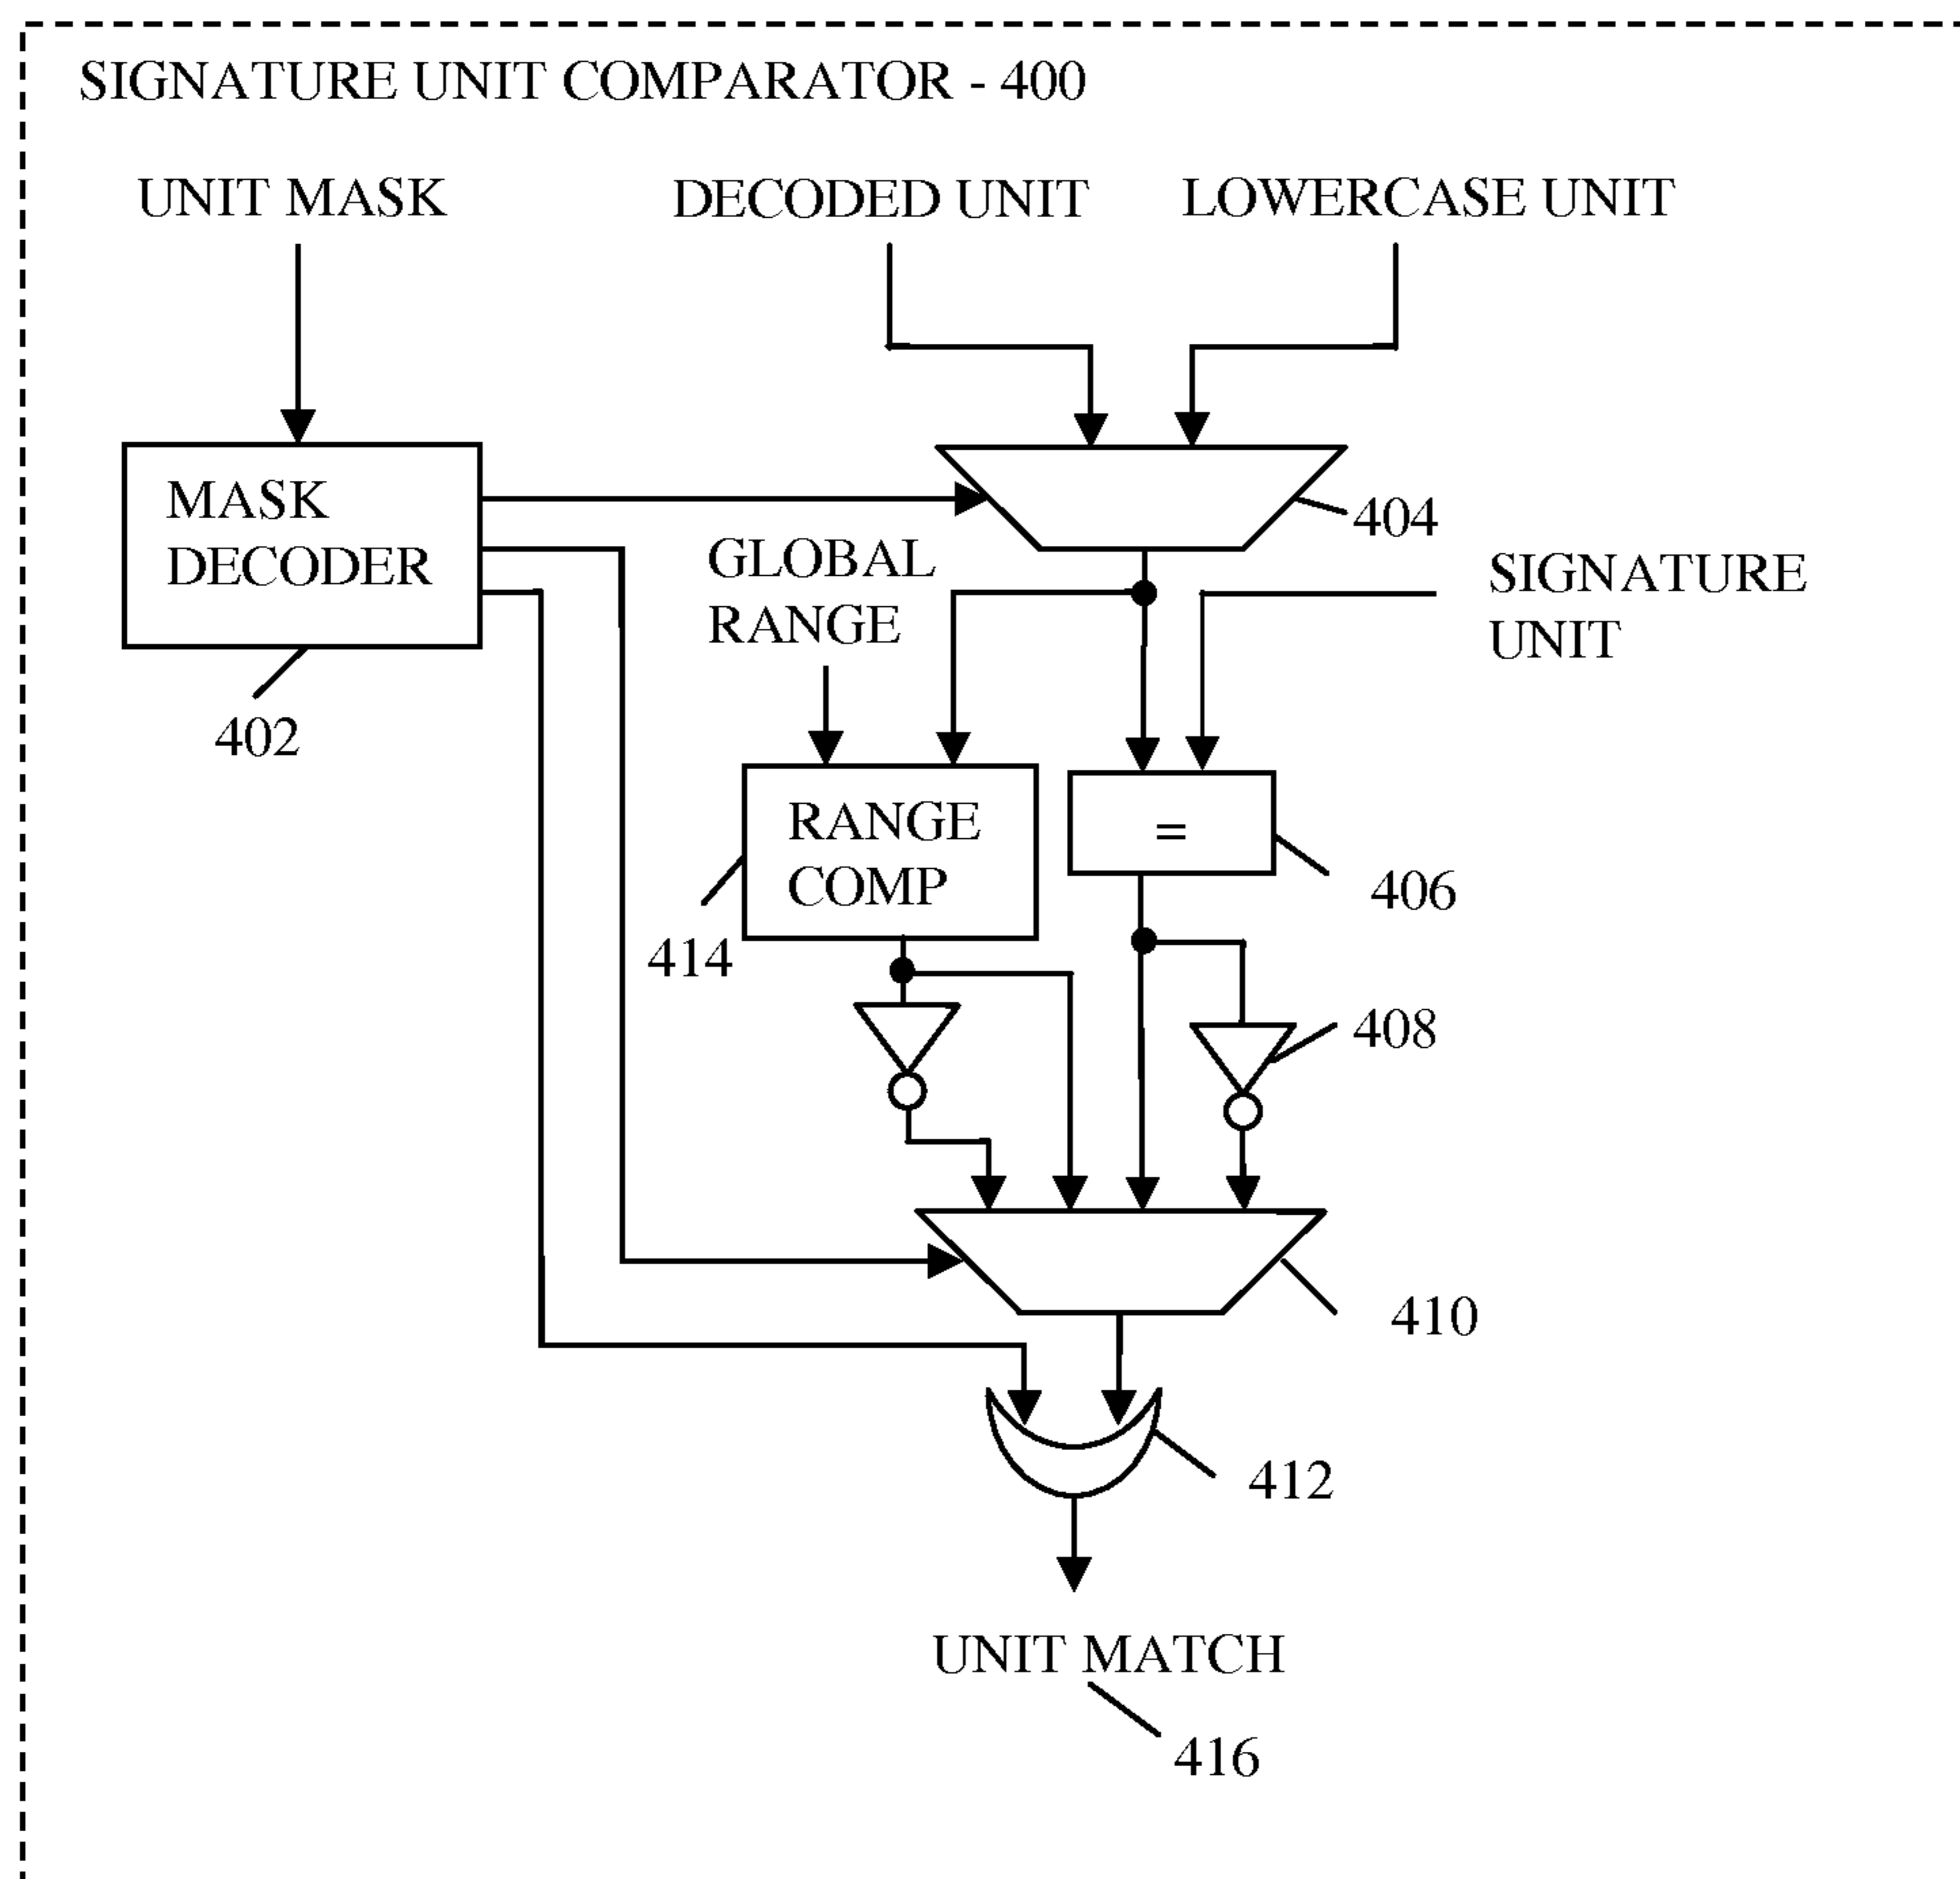 SIGNATURE UNIT COMPARATOR - 400
UNIT MASK
DECODED UNIT
LOWERCASE UNIT
MASK
DECODER
402
404
GLOBAL
RANGE
SIGNATURE
UNIT
RANGE
COMP
414
=
406
408
410
412
UNIT MATCH
416